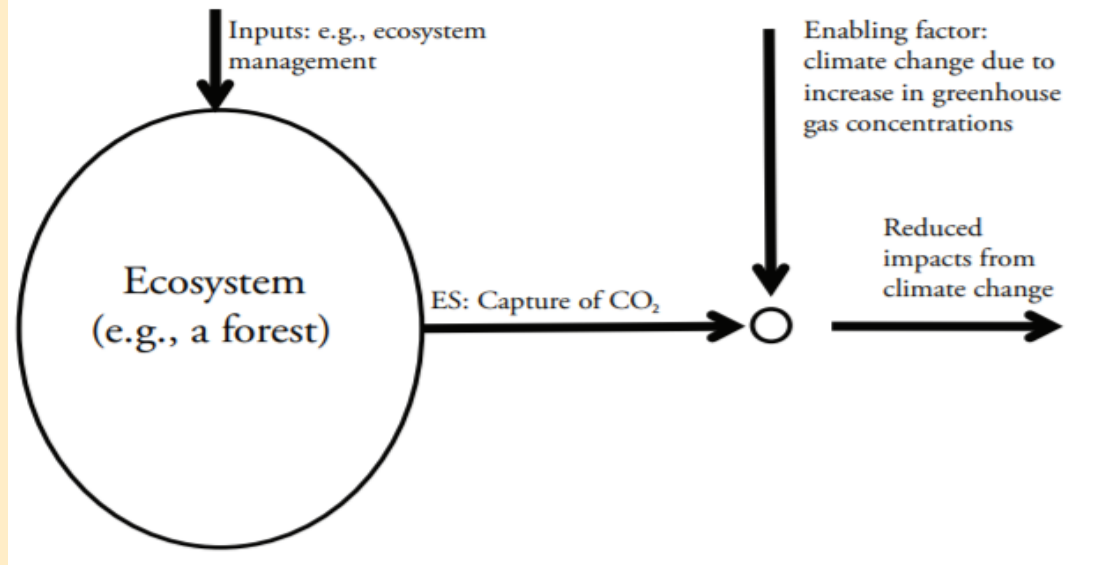 Inputs: e.g., ecosystem
management
Enabling factor:
climate change due to
increase in greenhouse
gas concentrations
Ecosystem
(e.g., a forest)
ES: Capture of CO₂
Reduced
impacts from
climate change